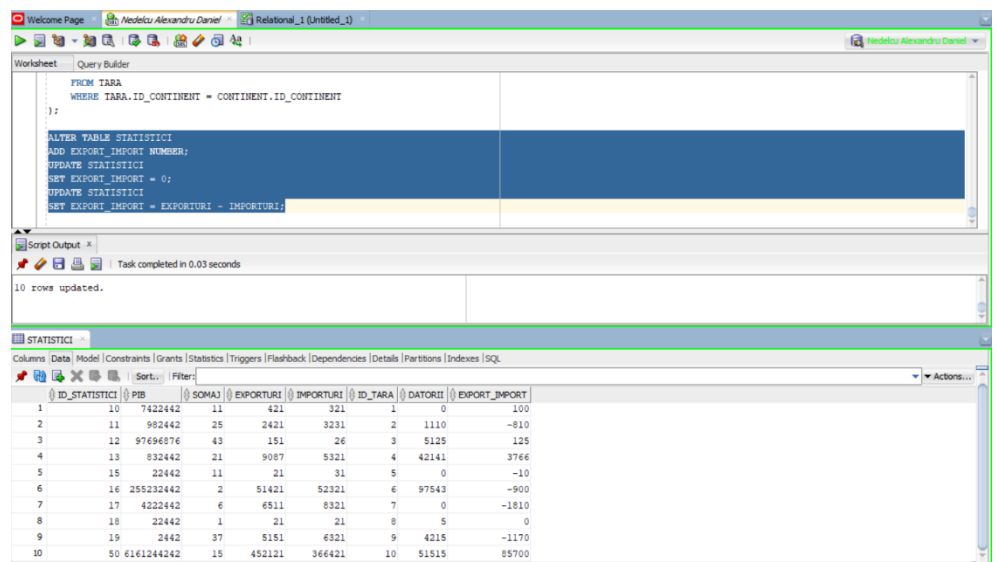 Welcome Page Nedelcu Alexandru Daniel Relational_1 (Untitled_1)
Nedelcu Alexandru Daniel
Worksheet Query Builder
FROM TARA
WHERE TARA.ID_CONTINENT = CONTINENT.ID_CONTINENT
);
ALTER TABLE STATISTICI
ADD EXPORT_IMPORT NUMBER;
UPDATE STATISTICI
SET EXPORT_IMPORT = 0;
UPDATE STATISTICI
SET EXPORT_IMPORT = EXPORTURI - IMPORTURI;
Script Output x
Task completed in 0.03 seconds
10 rows updated.
STATISTICI
Columns Data Model |Constraints |Grants |Statistics |Triggers |Flashback |Dependencies |Details |Partitions |Indexes |SQL
Sort.. Filter: Actions...
ID_STATISTICI PIB SOMAJ EXPORTURI IMPORTURI ID_TARA DATORII EXPORT_IMPORT
1 10 7422442 11 421 321 1 0 100
2 11 982442 25 2421 3231 2 1110 -810
3 12 97696876 43 151 26 3 5125 125
4 13 832442 21 9087 5321 4 42141 3766
5 15 22442 11 21 31 5 0 -10
6 16 255232442 2 51421 52321 6 97543 -900
7 17 4222442 6 6511 8321 7 0 -1810
8 18 22442 1 21 21 8 5 0
9 19 2442 37 5151 6321 9 4215 -1170
10 50 6161244242 15 452121 366421 10 51515 85700